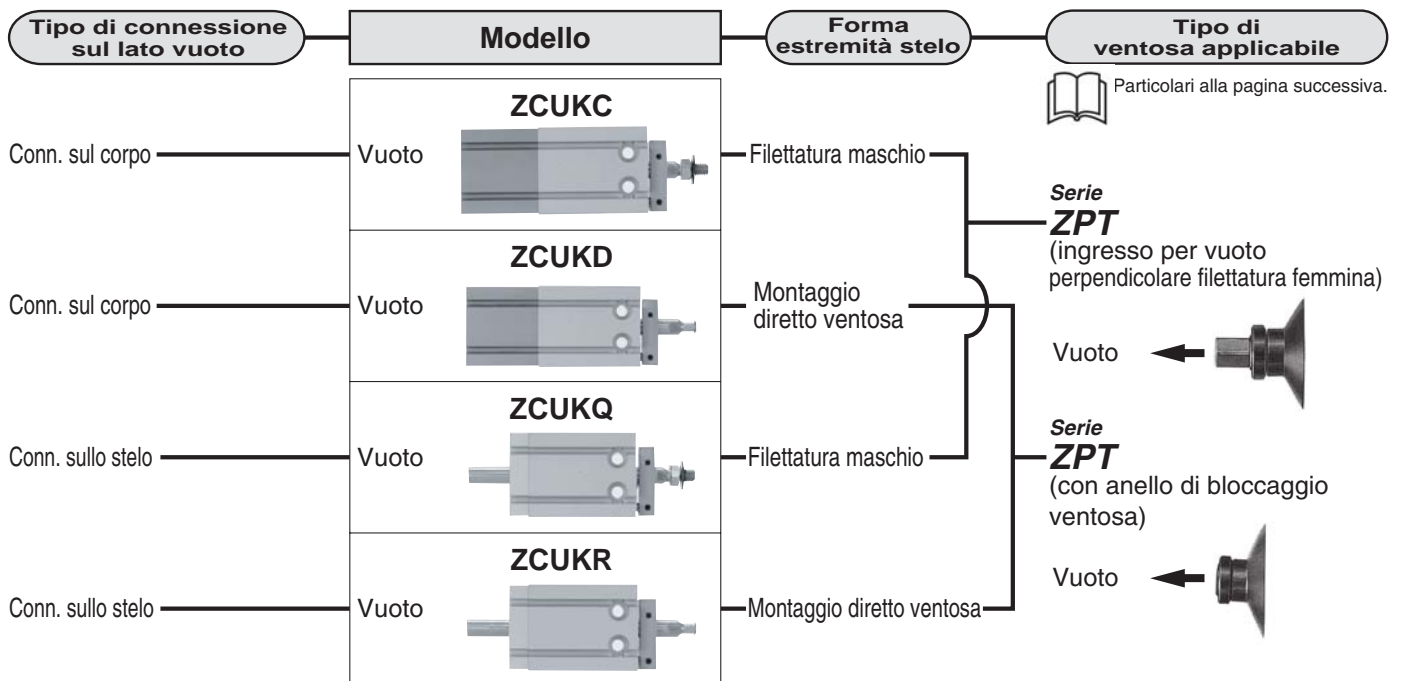 Tipo di connessione
sul lato vuoto
Modello
Forma
estremità stelo
Tipo di
ventosa applicabile
Particolari alla pagina successiva.
ZCUKC
Conn. sul corpo
Vuoto
Filettatura maschio
ZCUKD
Conn. sul corpo
Vuoto
Montaggio
diretto ventosa
ZCUKQ
Conn. sullo stelo
Vuoto
Filettatura maschio
ZCUKR
Conn. sullo stelo
Vuoto
Montaggio diretto ventosa
Serie
ZPT
(ingresso per vuoto
perpendicolare filettatura femmina)
Vuoto
Serie
ZPT
(con anello di bloccaggio
ventosa)
Vuoto